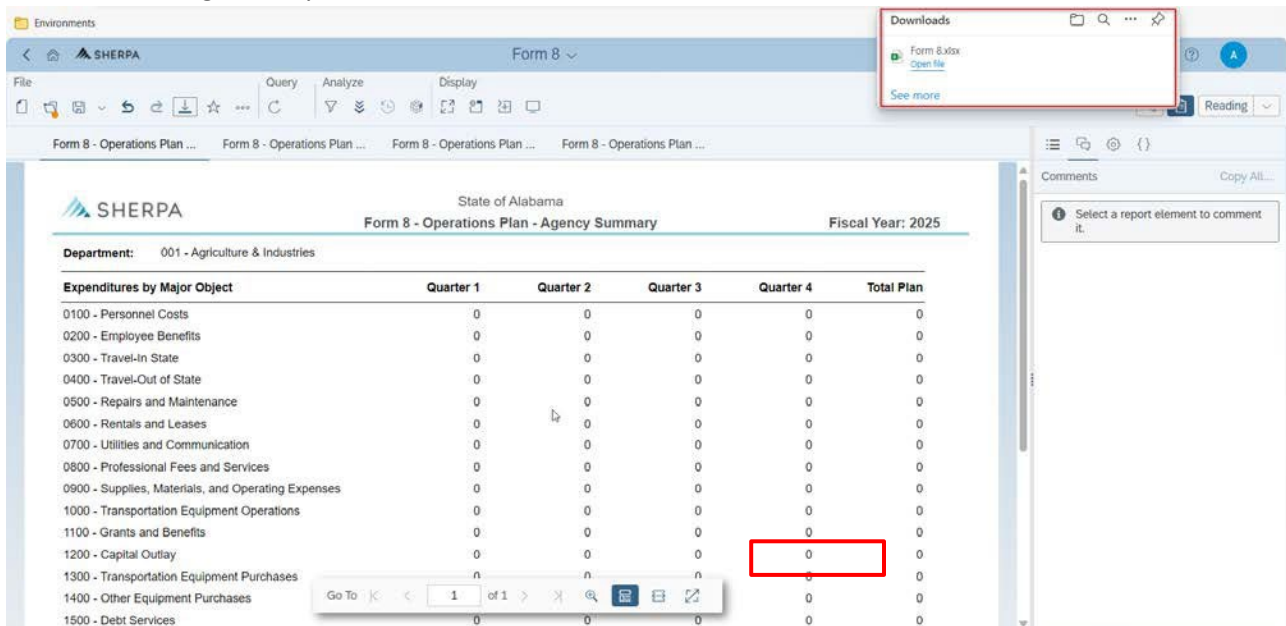 Environments
Downloads
Form 8.xlsx
Open file
See more
SHERPA
Form 8
A
File
Query
Analyze
Display
Reading
Form 8 - Operations Plan ...
Form 8 - Operations Plan ...
Form 8 - Operations Plan ...
Form 8 - Operations Plan ...
Comments
Copy All...
Select a report element to comment
it.
SHERPA
State of Alabama
Form 8 - Operations Plan - Agency Summary
Fiscal Year: 2025
Department: 001 - Agriculture & Industries
Expenditures by Major Object Quarter 1 Quarter 2 Quarter 3 Quarter 4 Total Plan
0100 - Personnel Costs 0 0 0 0 0
0200 - Employee Benefits 0 0 0 0 0
0300 - Travel-In State 0 0 0 0 0
0400 - Travel-Out of State 0 0 0 0 0
0500 - Repairs and Maintenance 0 0 0 0 0
0600 - Rentals and Leases 0 0 0 0 0
0700 - Utilities and Communication 0 0 0 0 0
0800 - Professional Fees and Services 0 0 0 0 0
0900 - Supplies, Materials, and Operating Expenses 0 0 0 0 0
1000 - Transportation Equipment Operations 0 0 0 0 0
1100 - Grants and Benefits 0 0 0 0 0
1200 - Capital Outlay 0 0 0 0 0
1300 - Transportation Equipment Purchases 0 0 0 0 0
1400 - Other Equipment Purchases 0 0
Go To 1 of 1
1500 - Debt Services 0 0 0 0 0